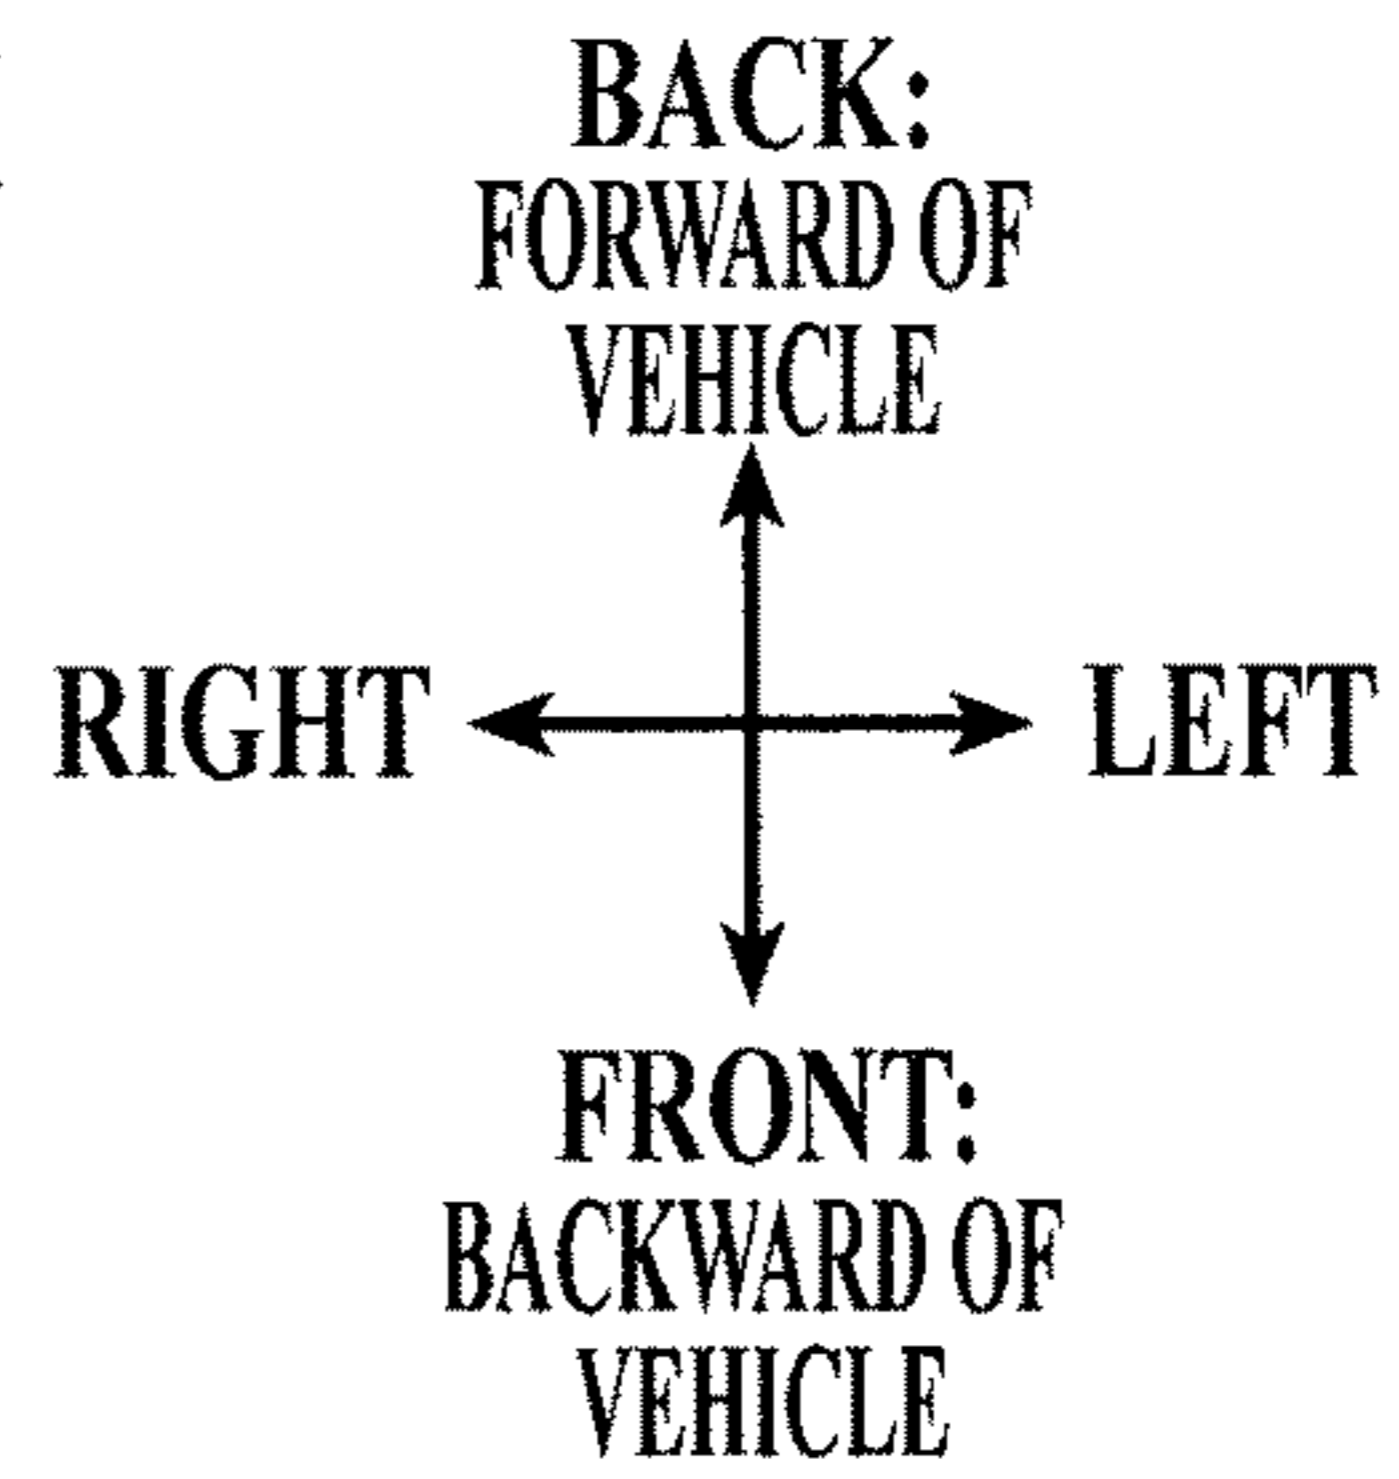 BACK:
FORWARD OF
VEHICLE
RIGHT
LEFT
FRONT:
BACKWARD OF
VEHICLE